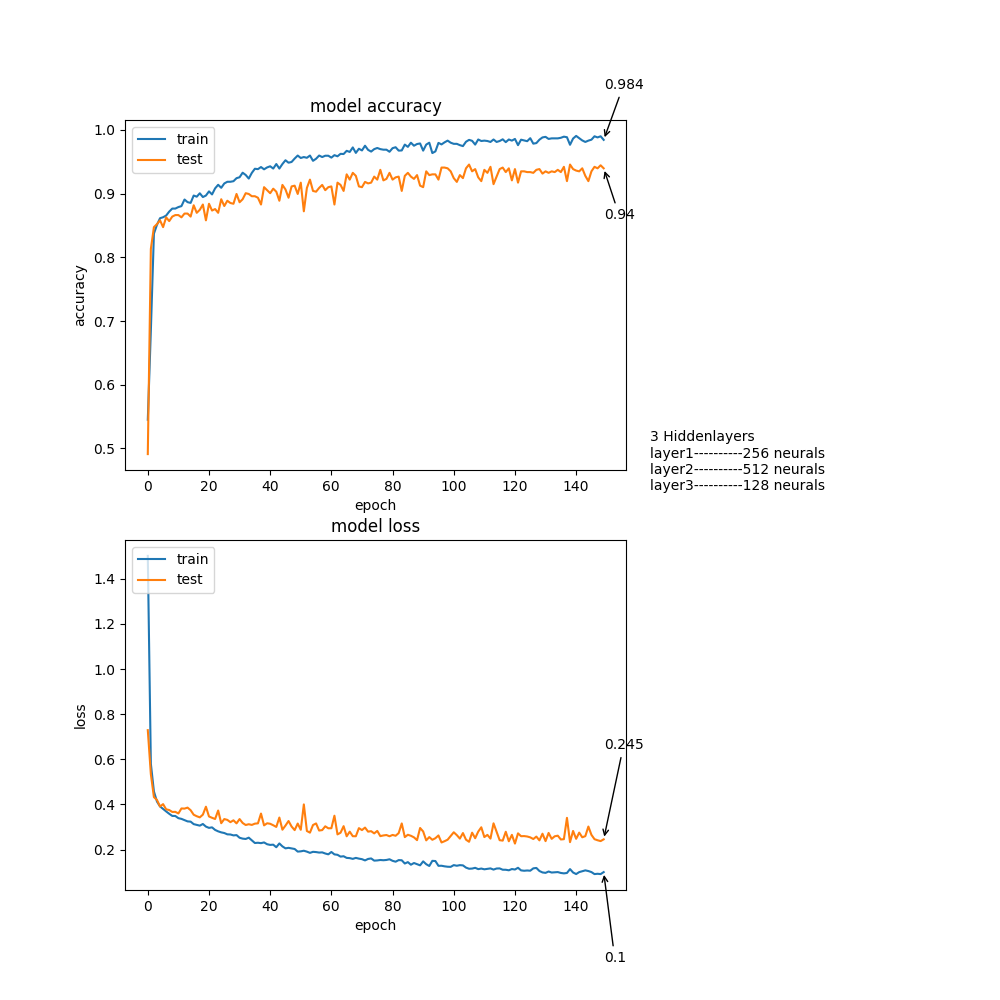 0.984
model accuracy
train
test
1.0
0.9
0.8
0.7
0.6
0.5
accuracy
0.94
0 20 40 60 80 100 120 140
epoch
3 Hiddenlayers
layer1----------256 neurals
layer2----------512 neurals
layer3----------128 neurals
model loss
train
test
1.4
1.2
1.0
0.8
0.6
0.4
0.2
loss
0.245
0 20 40 60 80 100 120 140
epoch
0.1